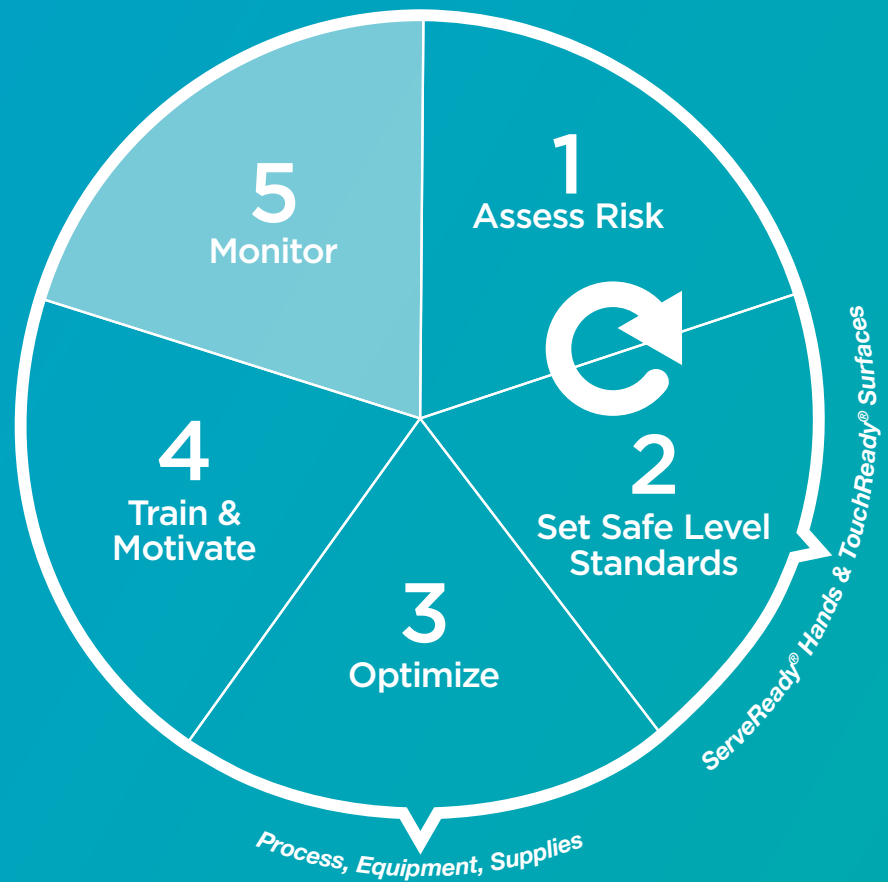 1
Assess Risk
2
Set Safe Level
Standards
ServeReady® Hands & TouchReady® Surfaces
3
Optimize
Process, Equipment, Supplies
4
Train &
Motivate
5
Monitor